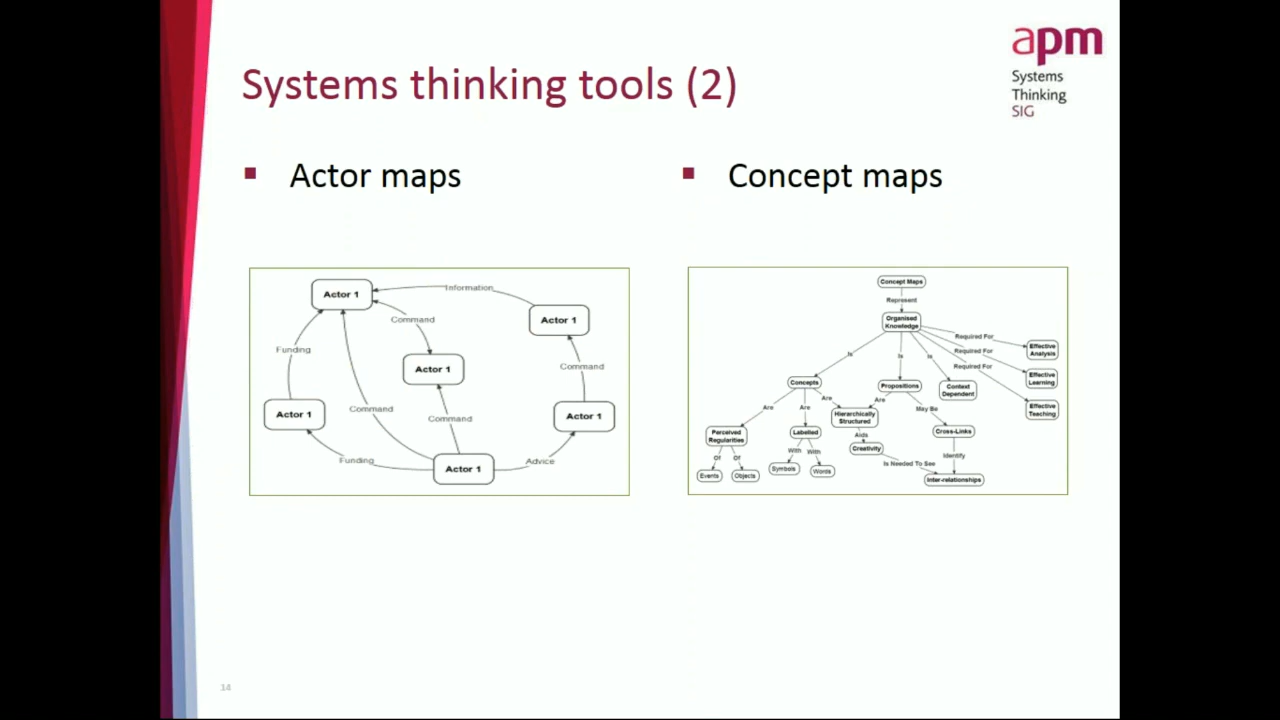 Systems thinking tools (2)
apm
Systems
Thinking
SIG
Actor maps
Concept maps
Actor 1
Information
Actor 1
Command
Funding
Actor 1
Command
Actor 1
Command
Command
Actor 1
Funding
Actor 1
Advice
Concept Maps
Represent
Organised
Knowledge
Required For
Required For
Required For
Effective
Analysis
Effective
Learning
Effective
Teaching
Is
Is
Is
Concepts
Propositions
Context
Dependent
Are
Are
Are
Are
May Be
Hierarchically
Structured
Perceived
Regularities
Labelled
Aids
Cross-Links
Of
Of
With
With
Creativity
Identify
Is Needed To See
Events
Objects
Symbols
Words
Inter-relationships
14